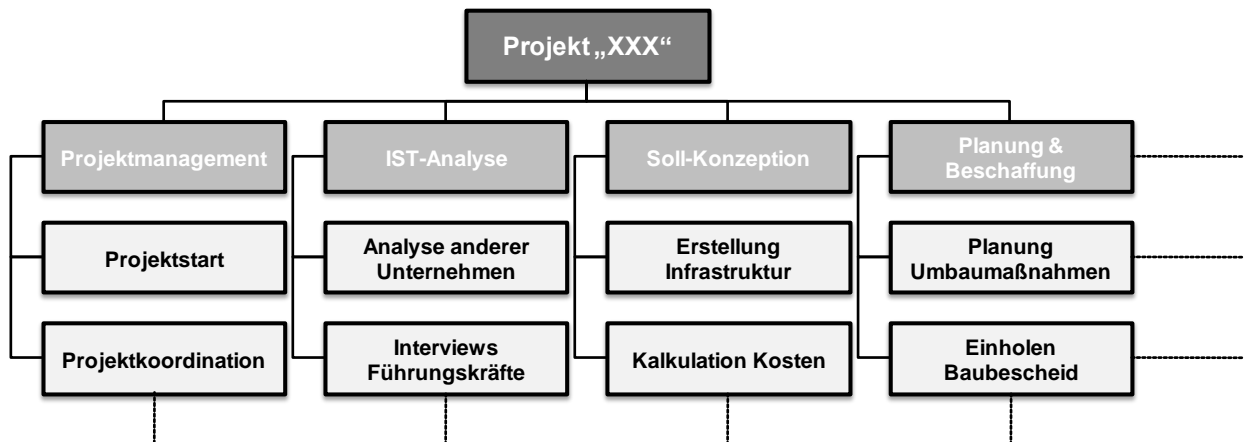 Projekt „XXX“
Projektmanagement
IST-Analyse
Soll-Konzeption
Planung &
Beschaffung
Projektstart
Analyse anderer
Unternehmen
Erstellung
Infrastruktur
Planung
Umbaumaßnahmen
Projektkoordination
Interviews
Führungskräfte
Kalkulation Kosten
Einholen
Baubescheid